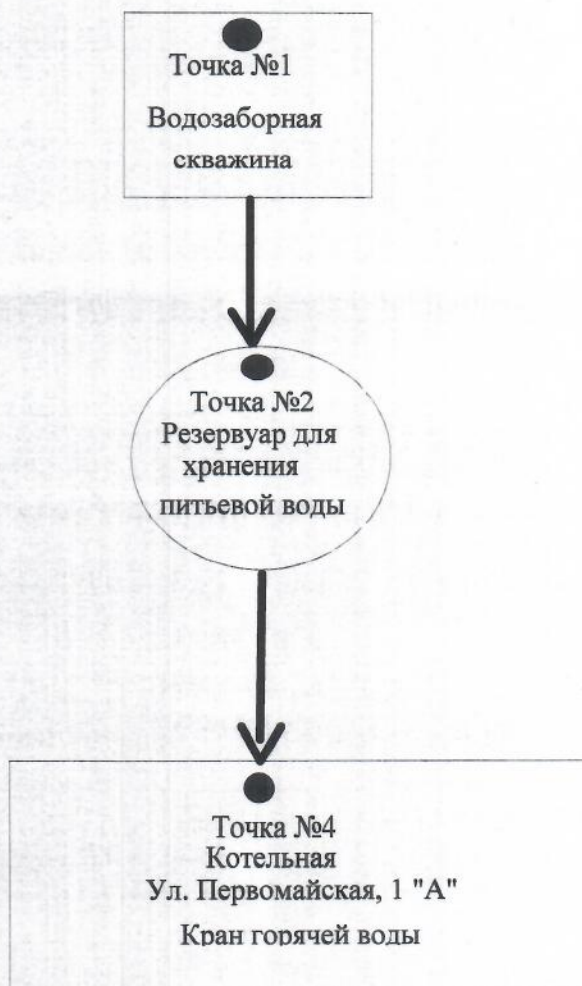 Точка №1
Водозаборная
скважина
Точка №2
Резервуар для
хранения
питьевой воды
Точка №4
Котельная
Ул. Первомайская, 1 "А"
Кран горячей воды